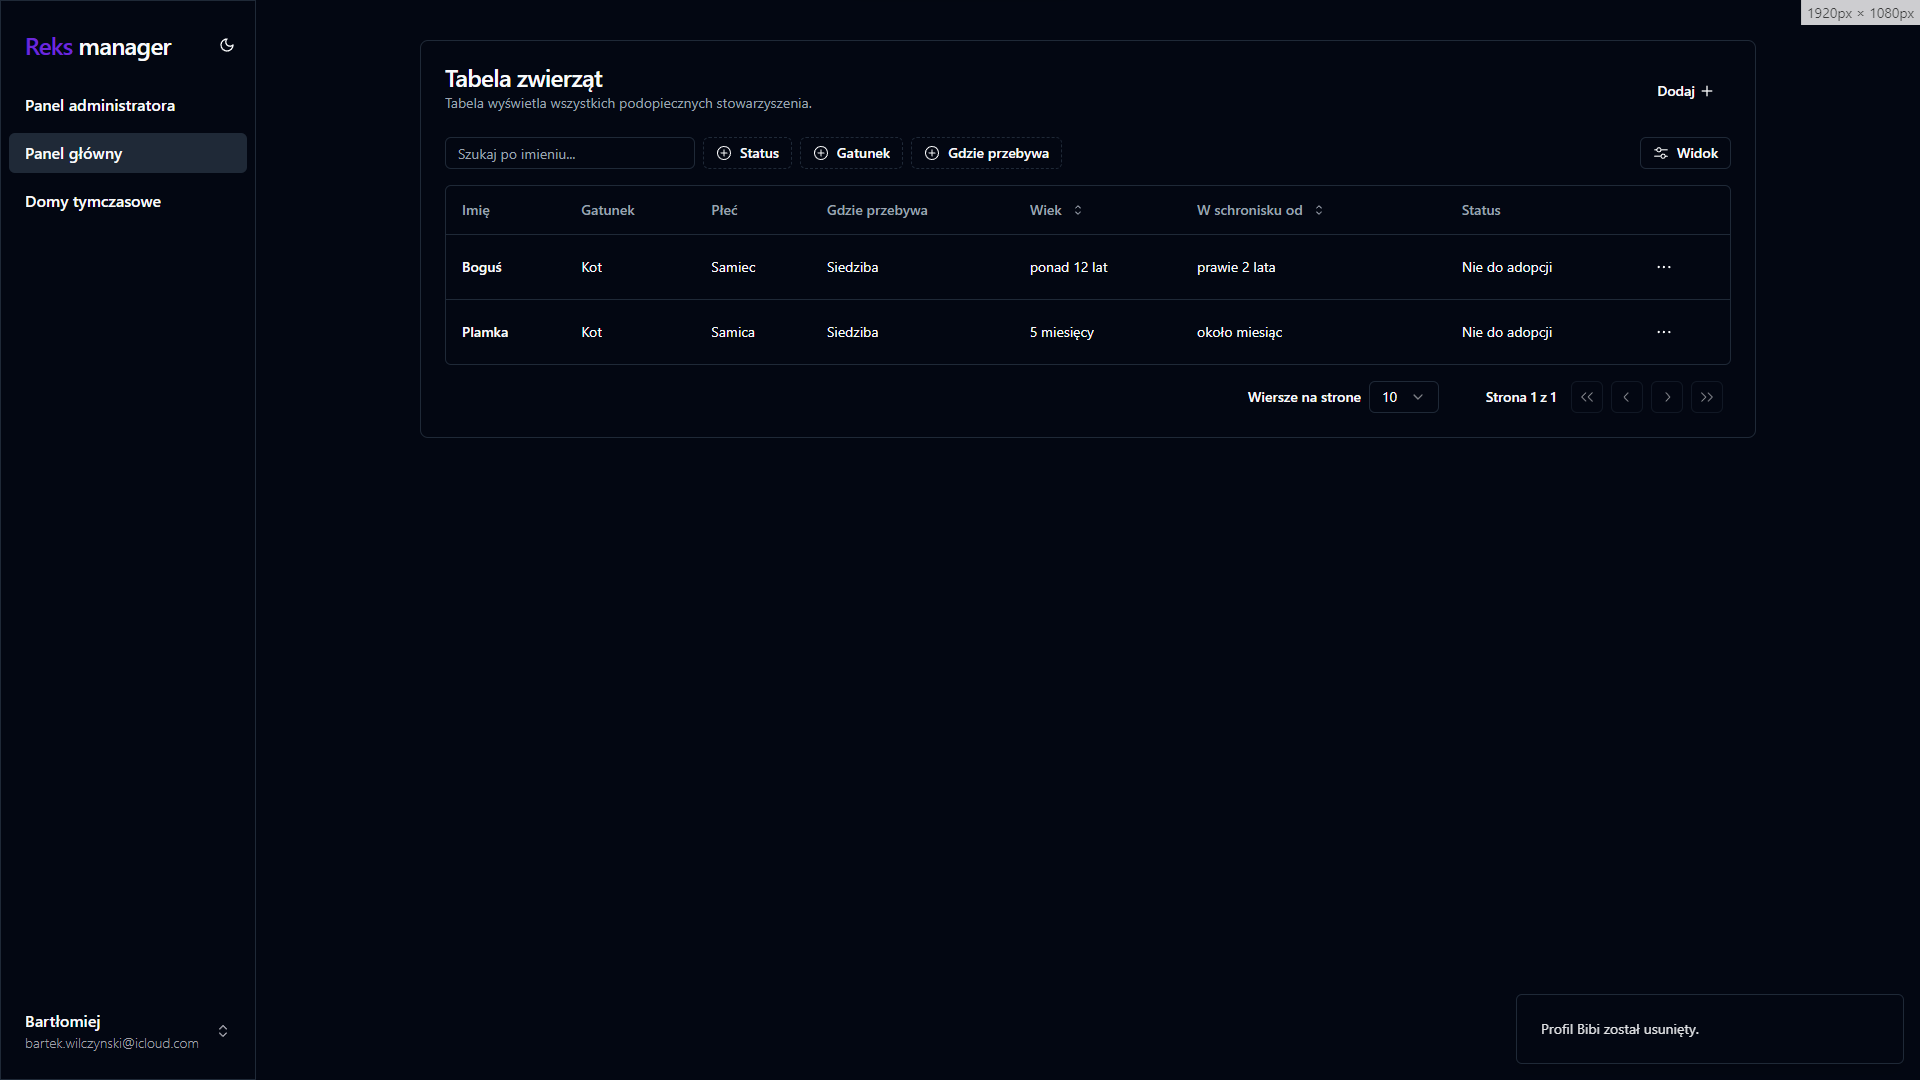 1920px × 1080px
Reks manager
Panel administratora
Panel główny
Domy tymczasowe
Tabela zwierząt
Tabela wyświetla wszystkich podopiecznych stowarzyszenia.
Dodaj
Szukaj po imieniu...
Status
Gatunek
Gdzie przebywa
Widok
Imię Gatunek Płeć Gdzie przebywa Wiek W schronisku od Status
Boguś Kot Samiec Siedziba ponad 12 lat prawie 2 lata Nie do adopcji
Plamka Kot Samica Siedziba 5 miesięcy około miesiąc Nie do adopcji
Wiersze na strone 10 Strona 1 z 1
Bartłomiej
bartek.wilczynski@icloud.com
Profil Bibi został usunięty.